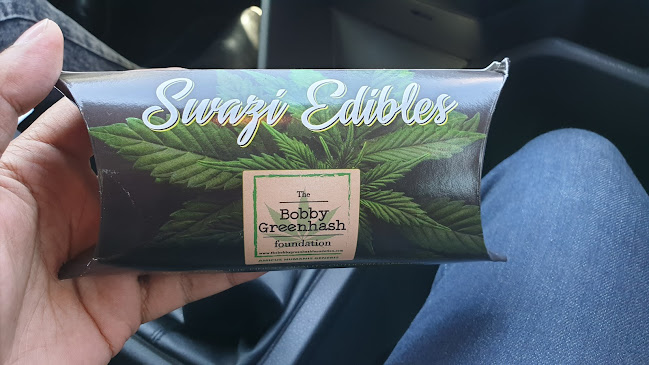 Swazi Edibles
The
Bobby
Greenhash
foundation